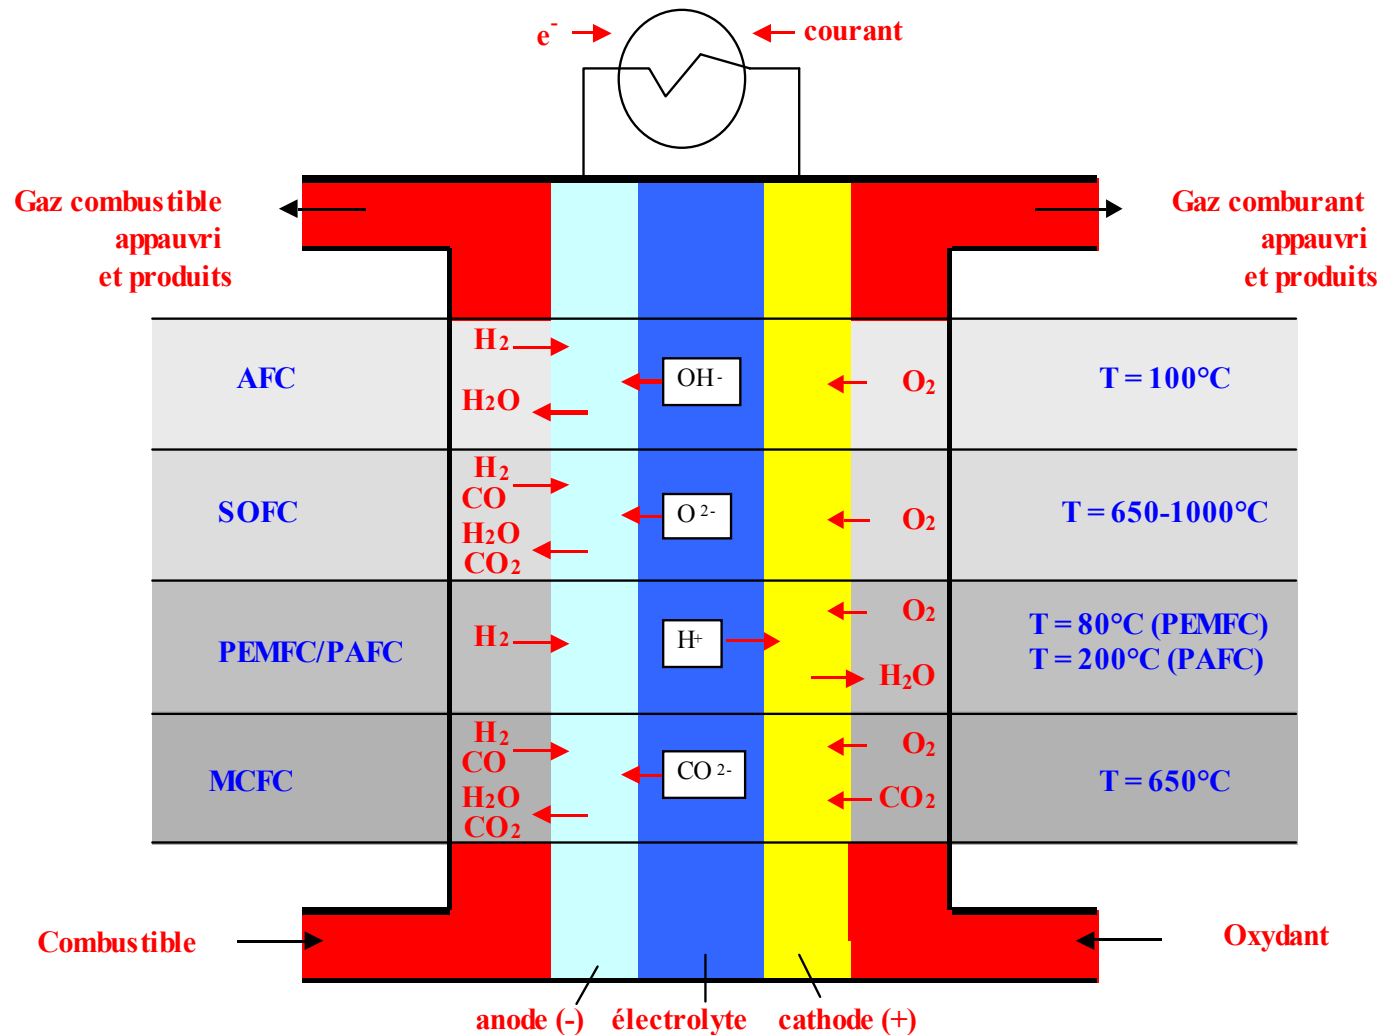 e- courant
Gaz combustible
appauvri
et produits
Gaz comburant
appauvri
et produits
AFC
H2
H2O
OH-
O2
T = 100°C
SOFC
H2
CO
H2O
CO2
O 2-
O2
T = 650-1000°C
PEMFC/PAFC
H2
H+
O2
H2O
T = 80°C (PEMFC)
T = 200°C (PAFC)
MCFC
H2
CO
H2O
CO2
CO 2-
O2
CO2
T = 650°C
Combustible
Oxydant
anode (-) électrolyte cathode (+)